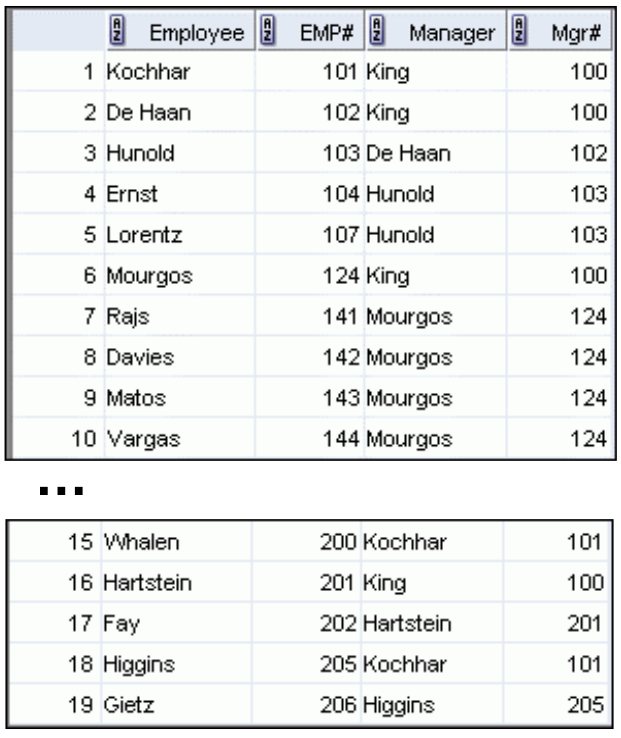 Employee EMP# Manager Mgr#
1 Kochhar 101 King 100
2 De Haan 102 King 100
3 Hunold 103 De Haan 102
4 Ernst 104 Hunold 103
5 Lorentz 107 Hunold 103
6 Mourgos 124 King 100
7 Rajs 141 Mourgos 124
8 Davies 142 Mourgos 124
9 Matos 143 Mourgos 124
10 Vargas 144 Mourgos 124
...
15 Whalen 200 Kochhar 101
16 Hartstein 201 King 100
17 Fay 202 Hartstein 201
18 Higgins 205 Kochhar 101
19 Gietz 206 Higgins 205